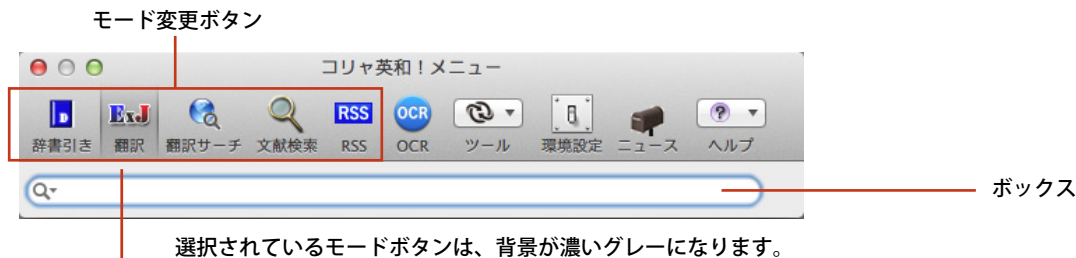 モード変更ボタン
コリャ英和！メニュー
D ExJ RSS OCR ?
辞書引き 翻訳 翻訳サーチ 文献検索 RSS OCR ツール 環境設定 ニュース ヘルプ
ボックス
選択されているモードボタンは、背景が濃いグレーになります。